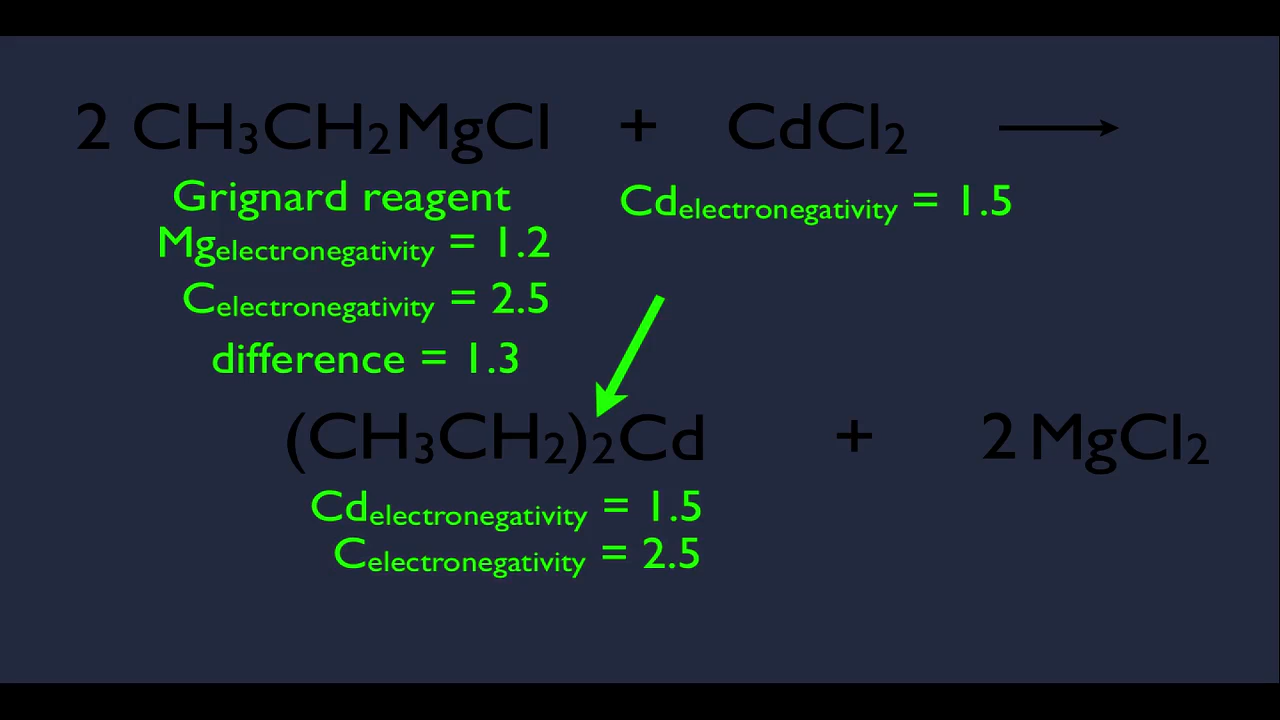 2 CH₃CH₂MgCl + CdCl₂ →
Grignard reagent
Cdelectronegativity = 1.5
Mgelectronegativity = 1.2
Celectronegativity = 2.5
difference = 1.3
(CH₃CH₂)₂Cd + 2 MgCl₂
Cdelectronegativity = 1.5
Celectronegativity = 2.5